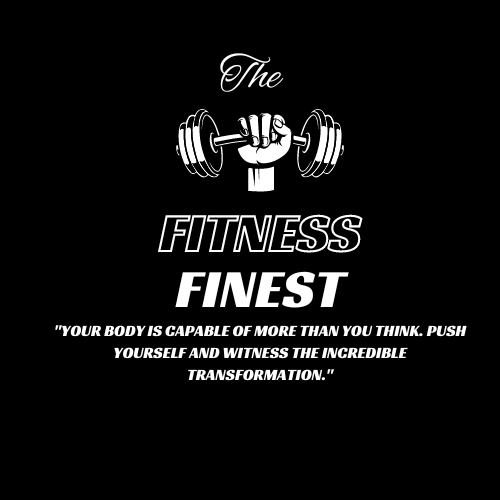 The
FITNESS
FINEST
"YOUR BODY IS CAPABLE OF MORE THAN YOU THINK. PUSH
YOURSELF AND WITNESS THE INCREDIBLE
TRANSFORMATION."